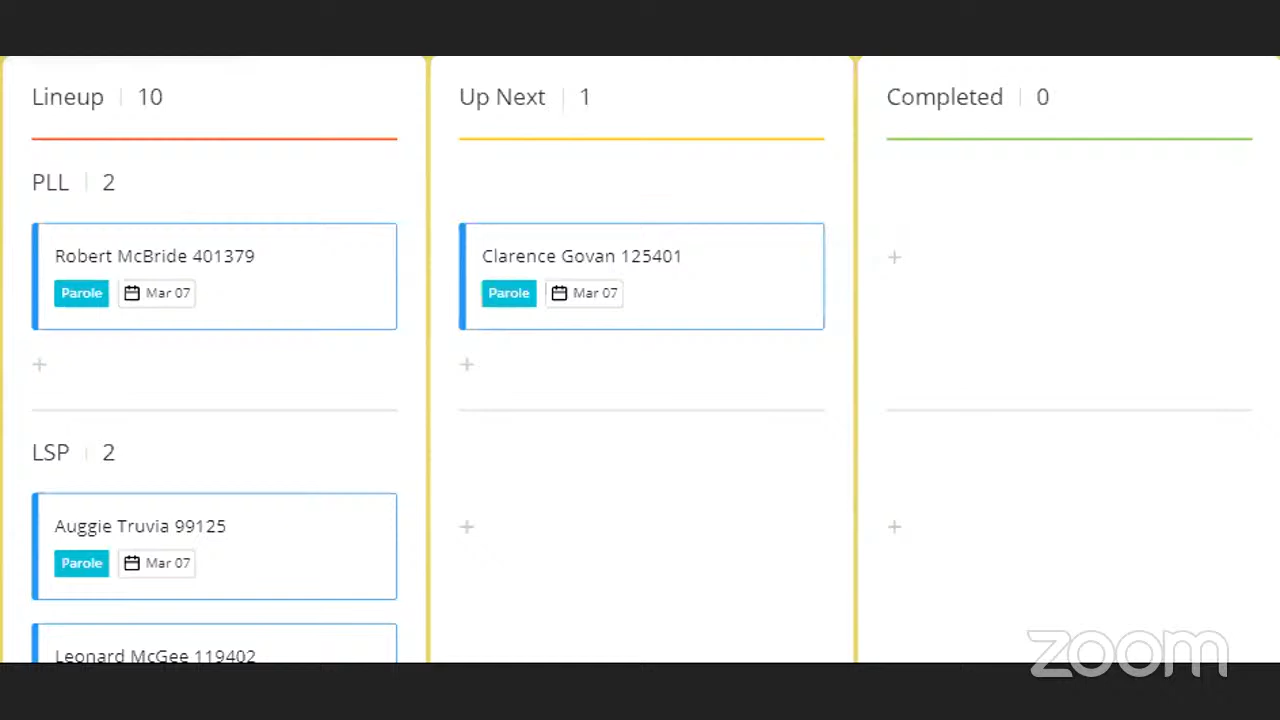 Lineup 10
Up Next 1
Completed 0
PLL 2
Robert McBride 401379
Parole Mar 07
Clarence Govan 125401
Parole Mar 07
+
+
+
LSP 2
Auggie Truvia 99125
Parole Mar 07
+
+
Leonard McGee 119402
zoom